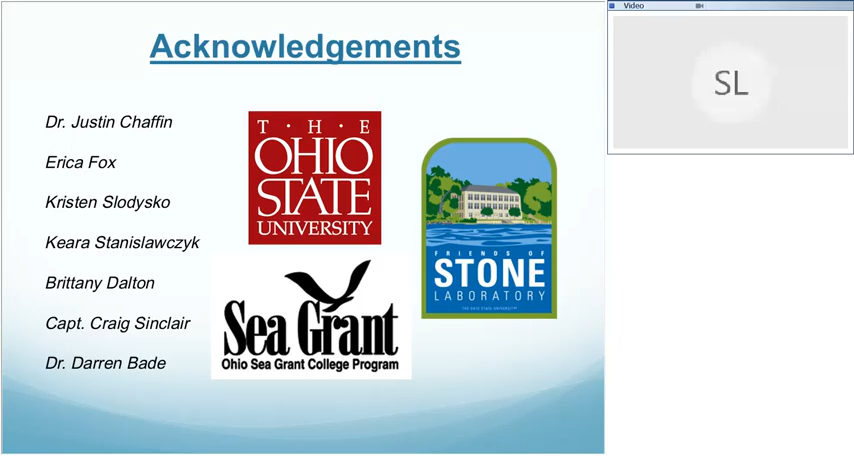 Acknowledgements
Dr. Justin Chaffin
Erica Fox
Kristen Slodysko
Keara Stanislawczyk
Brittany Dalton
Capt. Craig Sinclair
Dr. Darren Bade
T · H · E
OHIO
STATE
UNIVERSITY
FRIENDS OF
STONE
LABORATORY
THE OHIO STATE UNIVERSITY
Sea Grant
Ohio Sea Grant College Program
Video
SL